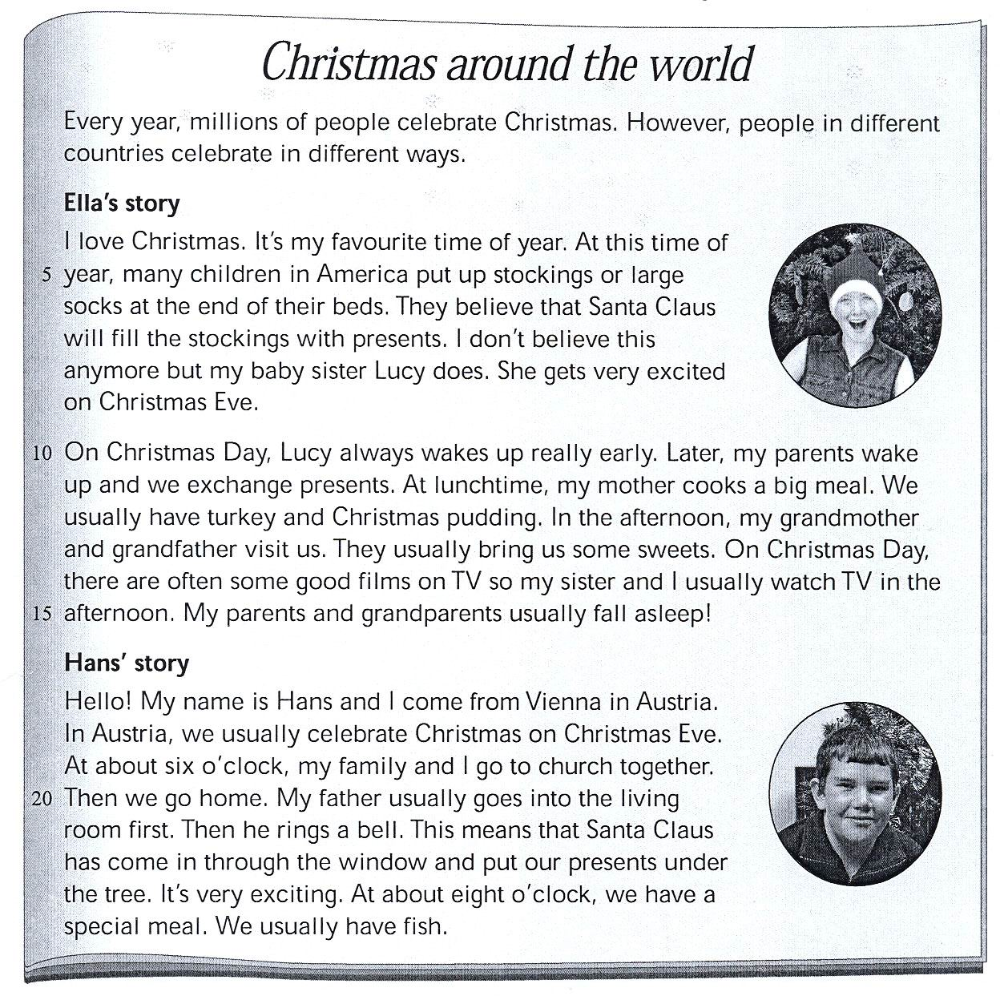 Christmas around the world
Every year, millions of people celebrate Christmas. However, people in different
countries celebrate in different ways.
Ella's story
I love Christmas. It's my favourite time of year. At this time of
5 year, many children in America put up stockings or large
socks at the end of their beds. They believe that Santa Claus
will fill the stockings with presents. I don't believe this
anymore but my baby sister Lucy does. She gets very excited
on Christmas Eve.
10 On Christmas Day, Lucy always wakes up really early. Later, my parents wake
up and we exchange presents. At lunchtime, my mother cooks a big meal. We
usually have turkey and Christmas pudding. In the afternoon, my grandmother
and grandfather visit us. They usually bring us some sweets. On Christmas Day,
there are often some good films on TV so my sister and I usually watch TV in the
15 afternoon. My parents and grandparents usually fall asleep!
Hans' story
Hello! My name is Hans and I come from Vienna in Austria.
In Austria, we usually celebrate Christmas on Christmas Eve.
At about six o'clock, my family and I go to church together.
20 Then we go home. My father usually goes into the living
room first. Then he rings a bell. This means that Santa Claus
has come in through the window and put our presents under
the tree. It's very exciting. At about eight o'clock, we have a
special meal. We usually have fish.